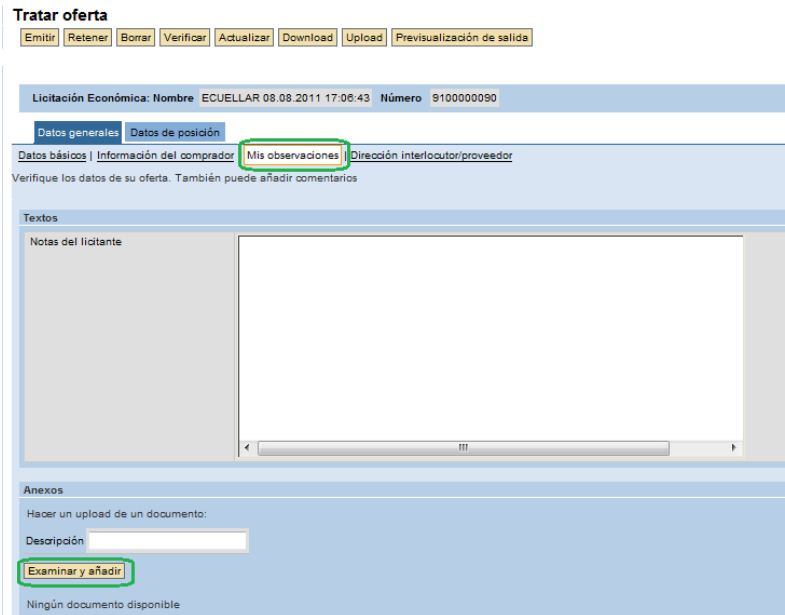 Tratar oferta
Emitir Retener Borrar Verificar Actualizar Download Upload Previsualización de salida
Licitación Económica: Nombre ECUELLAR 08.08.2011 17:06:43 Número 9100000090
Datos generales Datos de posición
Datos básicos | Información del comprador Mis observaciones | Dirección interlocutor/proveedor
Verifique los datos de su oferta. También puede añadir comentarios
Textos
Notas del licitante
Anexos
Hacer un upload de un documento:
Descripción
Examinar y añadir
Ningún documento disponible